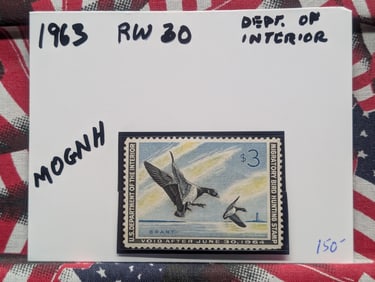 1963 RW 30 DEPT. OF
INTERIOR
MOGNH
U.S. DEPARTMENT OF THE INTERIOR
$3
MIGRATORY BIRD HUNTING STAMP
BRANT
VOID AFTER JUNE 30, 1964
150-